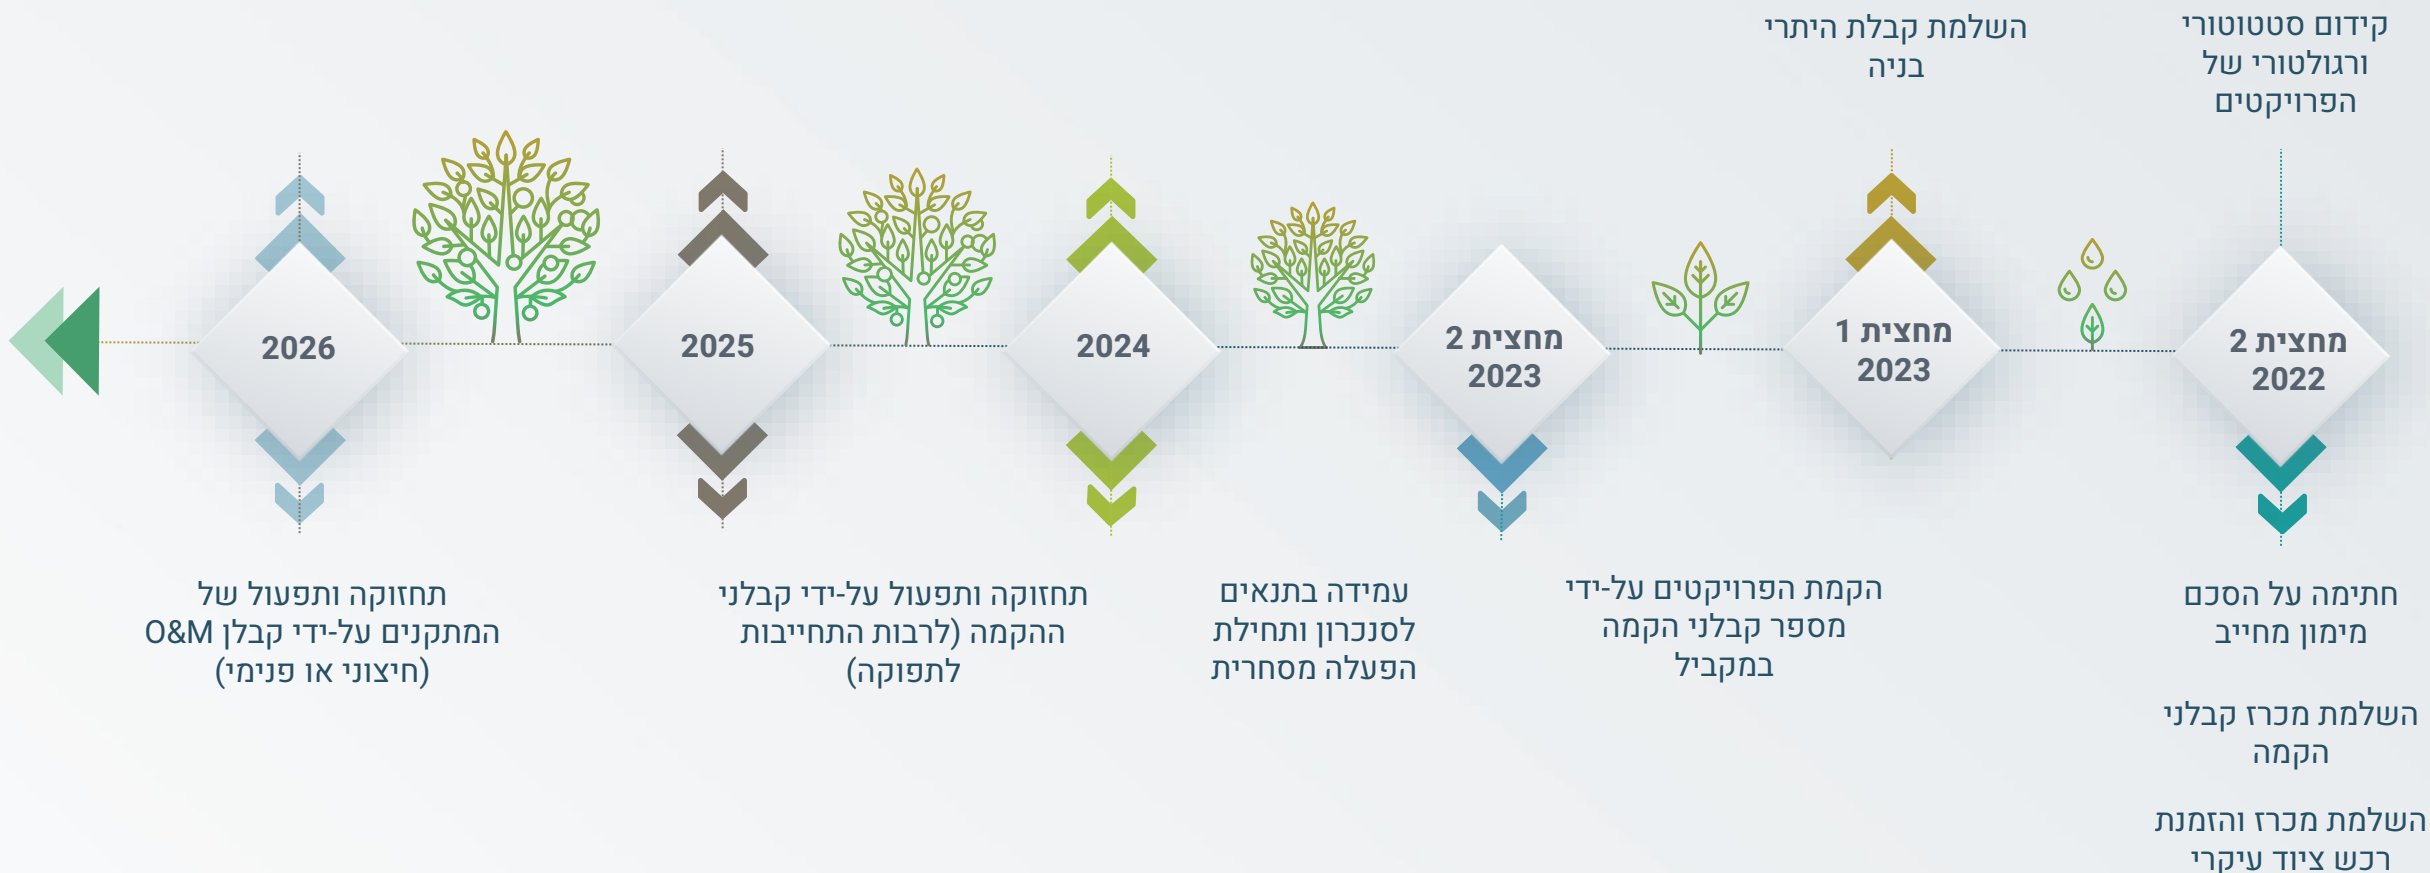 קידום סטטוטורי
ורגולטורי של
הפרויקטים
השלמת קבלת היתרי
בניה
מחצית 2
2022
מחצית 1
2023
מחצית 2
2023
2024
2025
2026
חתימה על הסכם
מימון מחייב
השלמת מכרז קבלני
הקמה
השלמת מכרז והזמנת
רכש ציוד עיקרי
הקמת הפרויקטים על-ידי
מספר קבלני הקמה
במקביל
עמידה בתנאים
לסנכרון ותחילת
הפעלה מסחרית
תחזוקה ותפעול על-ידי קבלני
ההקמה (לרבות התחייבות
לתפוקה)
תחזוקה ותפעול של
המתקנים על-ידי קבלן O&M
(חיצוני או פנימי)